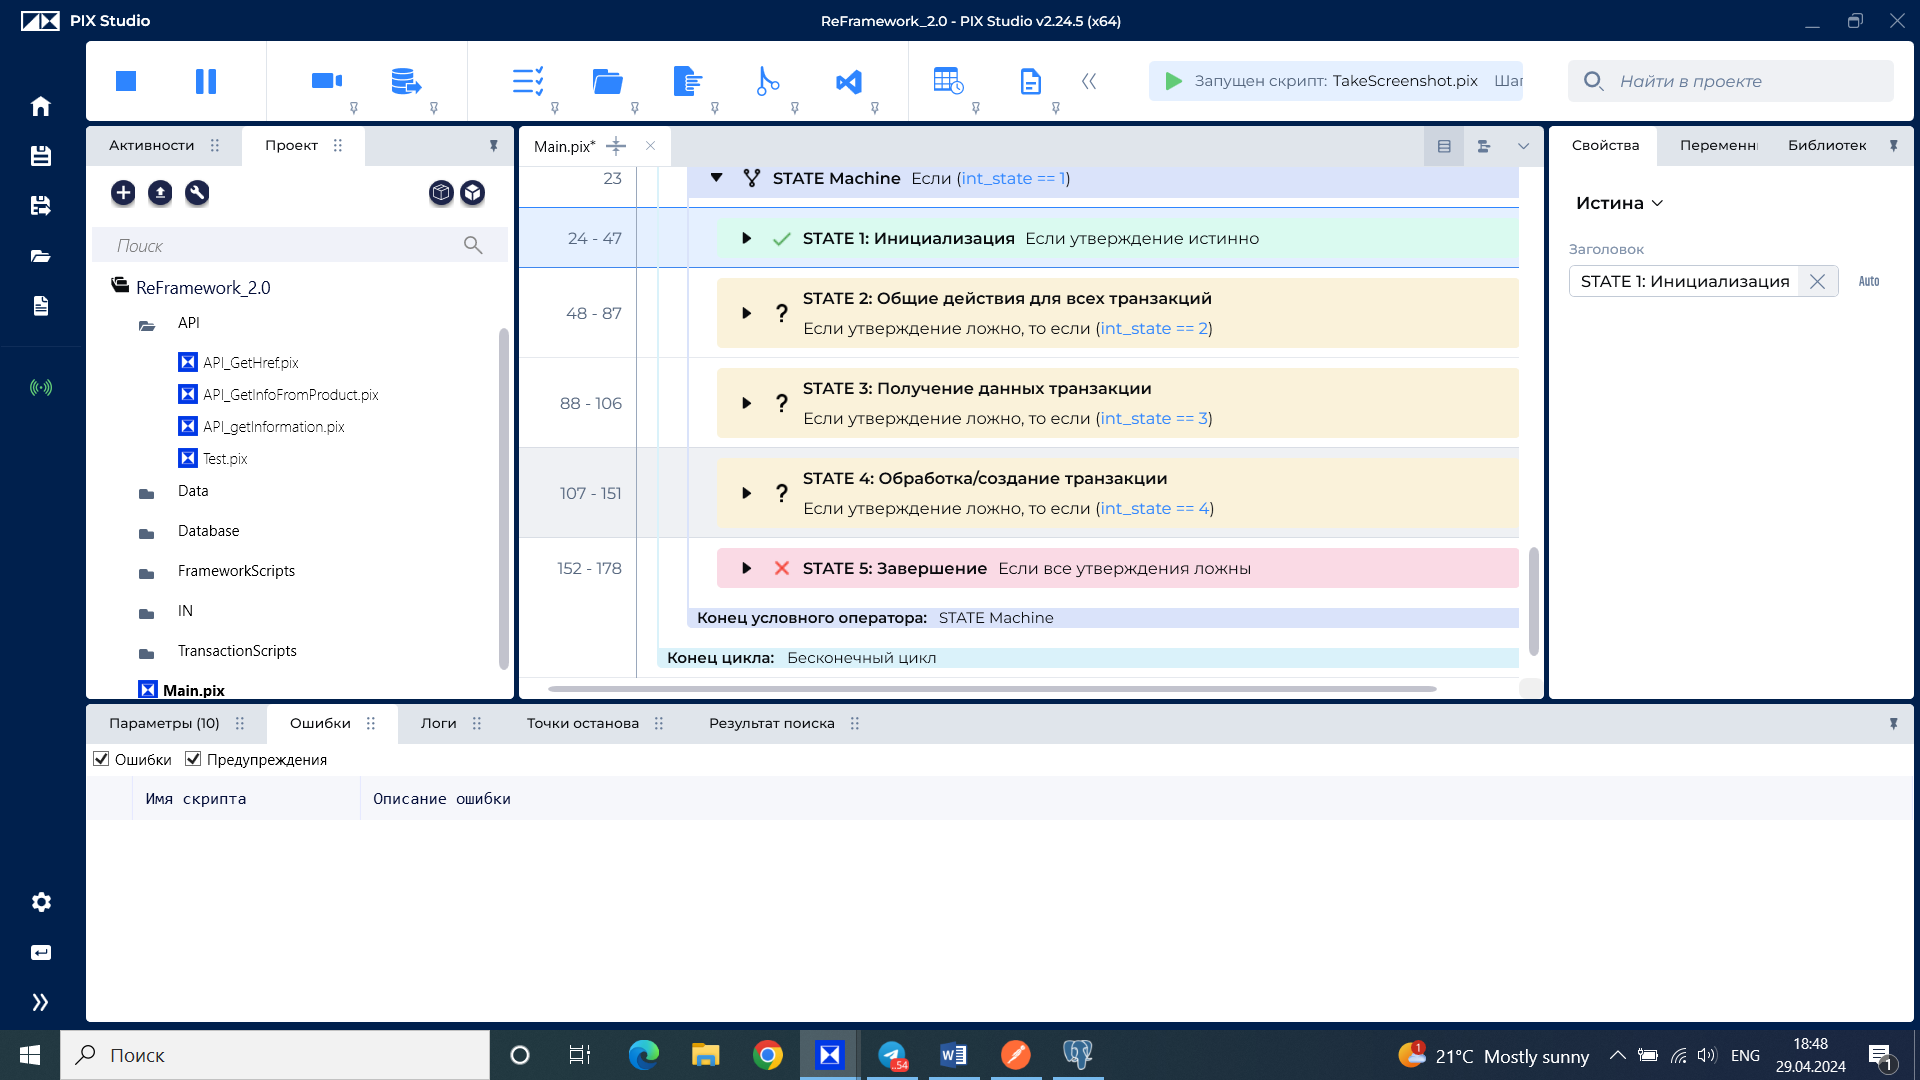 PIX Studio
ReFramework_2.0 - PIX Studio v2.24.5 (x64)
Запущен скрипт: TakeScreenshot.pix Шаг
Найти в проекте
Активности
Проект
Поиск
ReFramework_2.0
API
API_GetHref.pix
API_GetInfoFromProduct.pix
API_getInformation.pix
Test.pix
Data
Database
FrameworkScripts
IN
TransactionScripts
Main.pix
Main.pix*
23
STATE Machine Если (int_state == 1)
24 - 47
STATE 1: Инициализация Если утверждение истинно
48 - 87
STATE 2: Общие действия для всех транзакций
Если утверждение ложно, то если (int_state == 2)
88 - 106
STATE 3: Получение данных транзакции
Если утверждение ложно, то если (int_state == 3)
107 - 151
STATE 4: Обработка/создание транзакции
Если утверждение ложно, то если (int_state == 4)
152 - 178
STATE 5: Завершение Если все утверждения ложны
Конец условного оператора: STATE Machine
Конец цикла: Бесконечный цикл
Свойства
Переменн
Библиотек
Истина
Заголовок
STATE 1: Инициализация
Auto
Параметры (10)
Ошибки
Логи
Точки останова
Результат поиска
Ошибки
Предупреждения
Имя скрипта
Описание ошибки
Поиск
..54
1
21°C Mostly sunny
ENG
18:48
29.04.2024
1